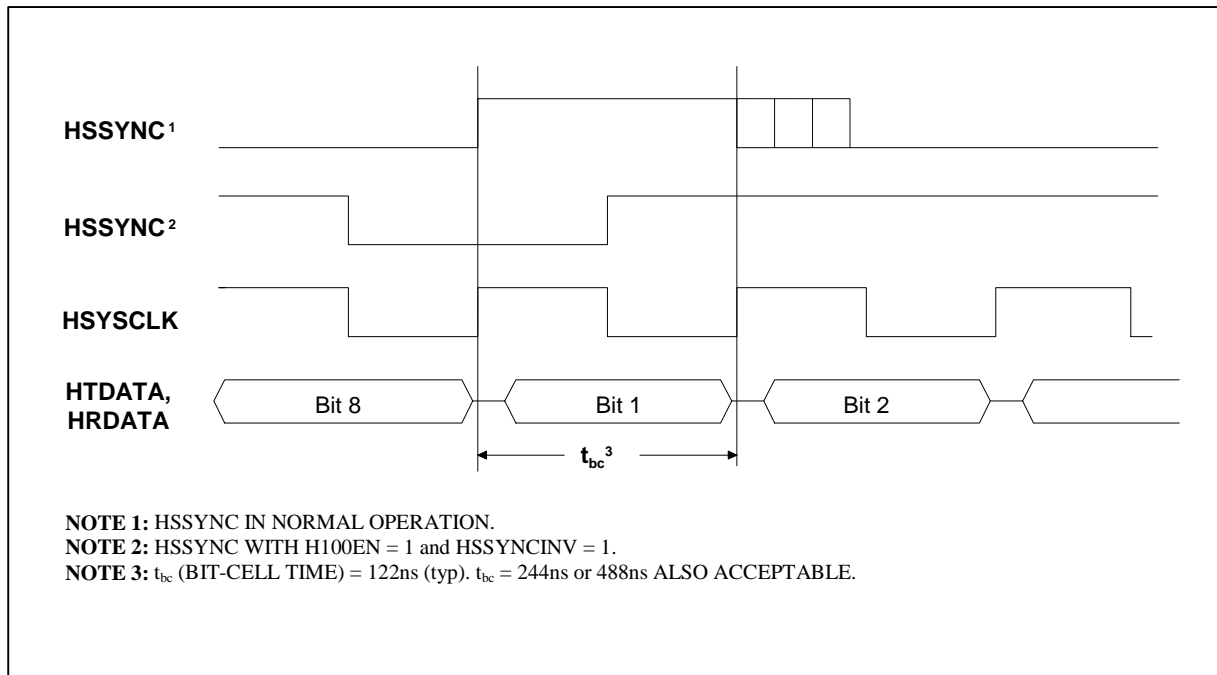 HSSYNC¹
HSSYNC²
HSYSCLK
HTDATA,
HRDATA
Bit 8
Bit 1
Bit 2
t_bc³
NOTE 1: HSSYNC IN NORMAL OPERATION.
NOTE 2: HSSYNC WITH H100EN = 1 and HSSYNCINV = 1.
NOTE 3: t_bc (BIT-CELL TIME) = 122ns (typ). t_bc = 244ns or 488ns ALSO ACCEPTABLE.